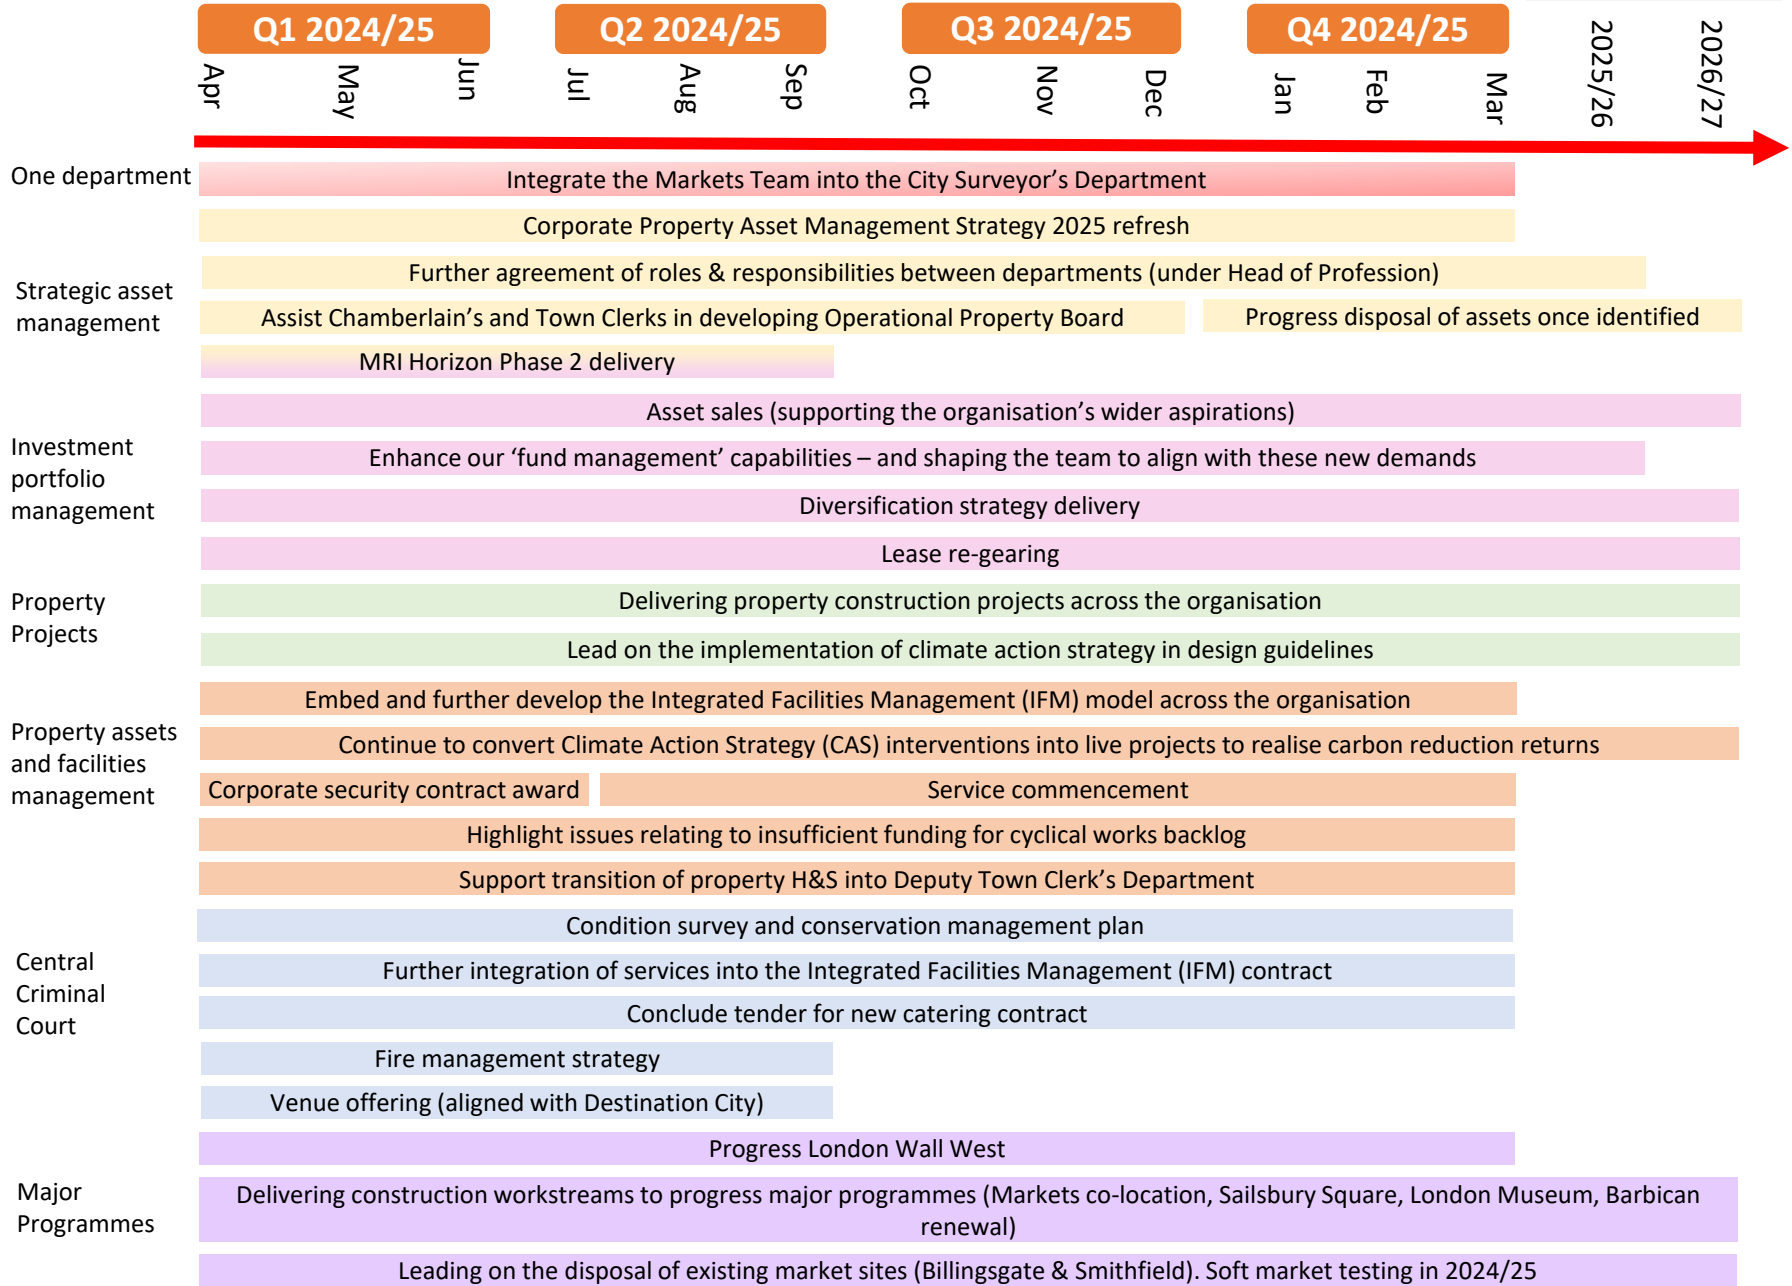 Q1 2024/25
Q2 2024/25
Q3 2024/25
Q4 2024/25
Apr
May
Jun
Jul
Aug
Sep
Oct
Nov
Dec
Jan
Feb
Mar
2025/26
2026/27
One department
Integrate the Markets Team into the City Surveyor’s Department
Strategic asset
management
Corporate Property Asset Management Strategy 2025 refresh
Further agreement of roles & responsibilities between departments (under Head of Profession)
Assist Chamberlain’s and Town Clerks in developing Operational Property Board
Progress disposal of assets once identified
MRI Horizon Phase 2 delivery
Investment
portfolio
management
Asset sales (supporting the organisation’s wider aspirations)
Enhance our ‘fund management’ capabilities – and shaping the team to align with these new demands
Diversification strategy delivery
Lease re-gearing
Property
Projects
Delivering property construction projects across the organisation
Lead on the implementation of climate action strategy in design guidelines
Property assets
and facilities
management
Embed and further develop the Integrated Facilities Management (IFM) model across the organisation
Continue to convert Climate Action Strategy (CAS) interventions into live projects to realise carbon reduction returns
Corporate security contract award
Service commencement
Highlight issues relating to insufficient funding for cyclical works backlog
Support transition of property H&S into Deputy Town Clerk’s Department
Central
Criminal
Court
Condition survey and conservation management plan
Further integration of services into the Integrated Facilities Management (IFM) contract
Conclude tender for new catering contract
Fire management strategy
Venue offering (aligned with Destination City)
Major
Programmes
Progress London Wall West
Delivering construction workstreams to progress major programmes (Markets co-location, Sailsbury Square, London Museum, Barbican
renewal)
Leading on the disposal of existing market sites (Billingsgate & Smithfield). Soft market testing in 2024/25